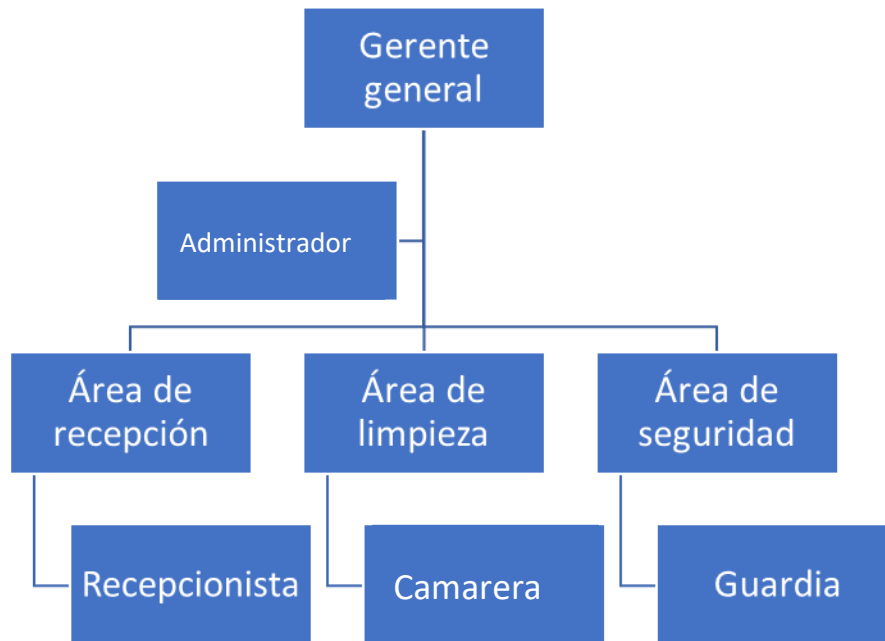 Gerente
general
Administrador
Área de
recepción
Área de
limpieza
Área de
seguridad
Recepcionista
Camarera
Guardia